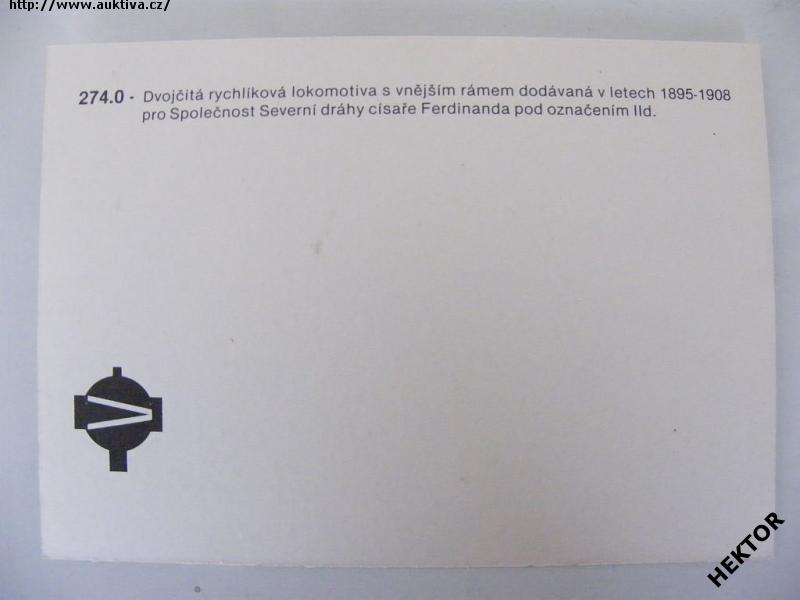 http://www.auktiva.cz/
274.0 - Dvojčitá rychlíková lokomotiva s vnějším rámem dodávaná v letech 1895-1908
pro Společnost Severní dráhy císaře Ferdinanda pod označením IId.
HEKTOR